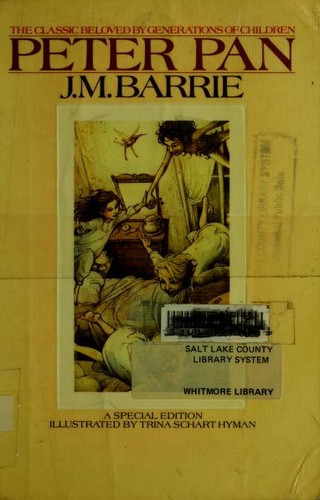 THE CLASSIC BELOVED BY GENERATIONS OF CHILDREN
PETER PAN
J.M. BARRIE
SALT LAKE COUNTY
LIBRARY SYSTEM
WHITMORE LIBRARY
A SPECIAL EDITION
ILLUSTRATED BY TRINA SCHART HYMAN